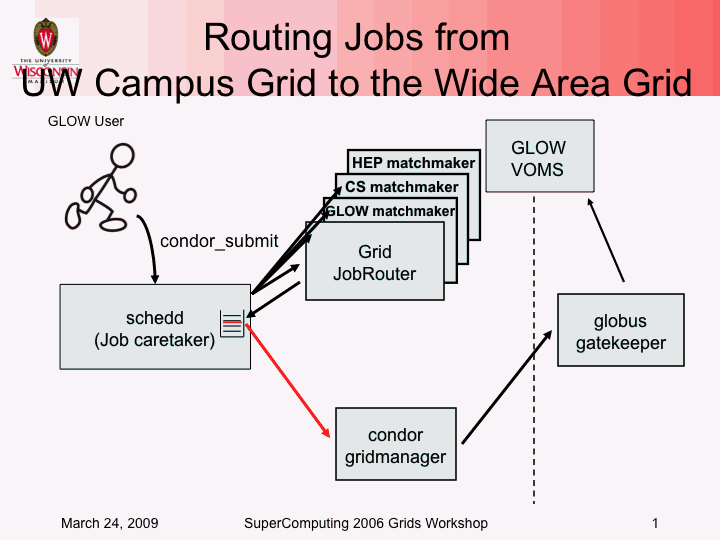 Routing Jobs from
UW Campus Grid to the Wide Area Grid
THE UNIVERSITY
of
WISCONSIN
MADISON
GLOW User
GLOW
VOMS
HEP matchmaker
CS matchmaker
GLOW matchmaker
Grid
JobRouter
condor_submit
schedd
(Job caretaker)
globus
gatekeeper
condor
gridmanager
March 24, 2009
SuperComputing 2006 Grids Workshop
1